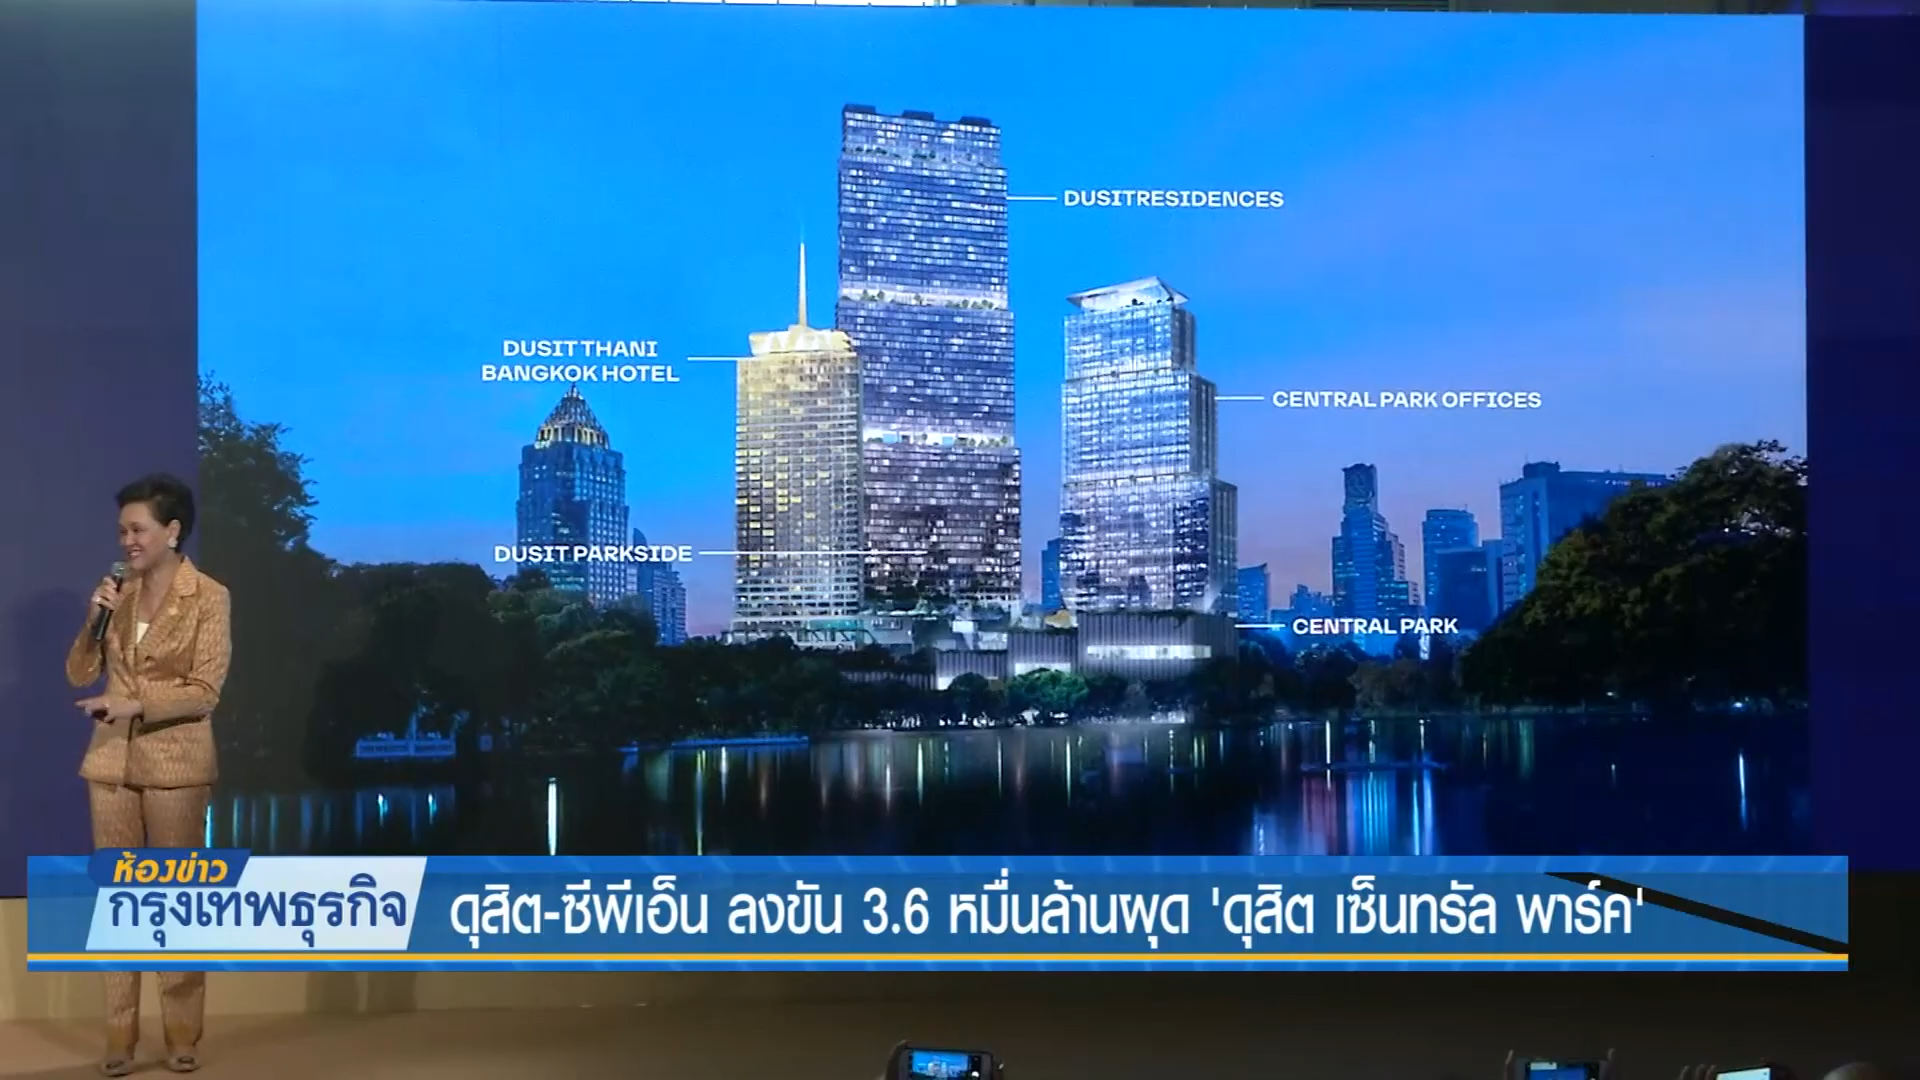 DUSITRESIDENCES
DUSIT THANI
BANGKOK HOTEL
CENTRAL PARK OFFICES
DUSIT PARKSIDE
CENTRAL PARK
ห้องข่าว
กรุงเทพธุรกิจ
ดุสิต-ซีพีเอ็น ลงขัน 3.6 หมื่นล้านผุด 'ดุสิต เซ็นทรัล พาร์ค'